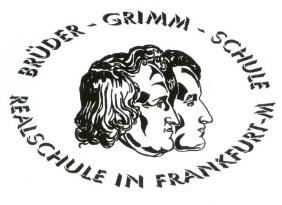 BRÜDER - GRIMM - SCHULE
REALSCHULE IN FRANKFURT-M